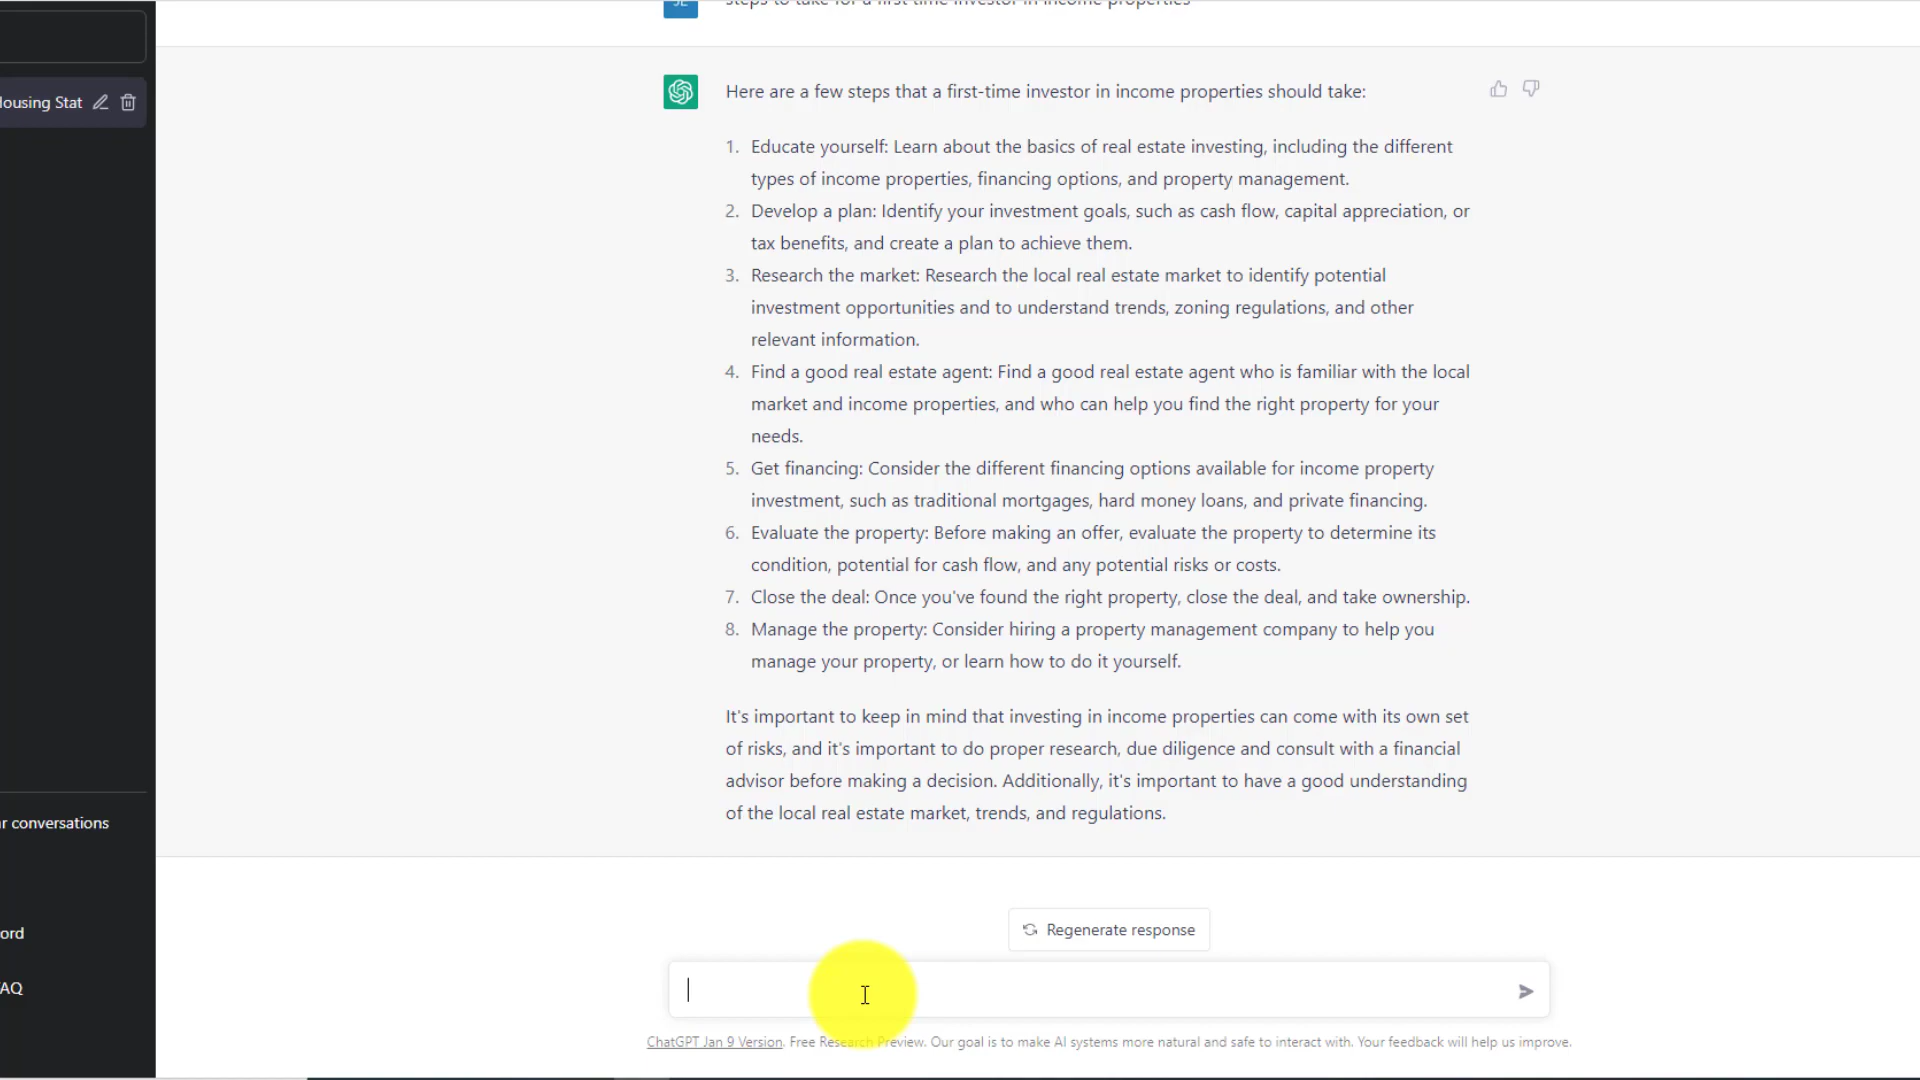 steps to take for a first time investor in income properties
Housing Stat
Here are a few steps that a first-time investor in income properties should take:
1. Educate yourself: Learn about the basics of real estate investing, including the different
types of income properties, financing options, and property management.
2. Develop a plan: Identify your investment goals, such as cash flow, capital appreciation, or
tax benefits, and create a plan to achieve them.
3. Research the market: Research the local real estate market to identify potential
investment opportunities and to understand trends, zoning regulations, and other
relevant information.
4. Find a good real estate agent: Find a good real estate agent who is familiar with the local
market and income properties, and who can help you find the right property for your
needs.
5. Get financing: Consider the different financing options available for income property
investment, such as traditional mortgages, hard money loans, and private financing.
6. Evaluate the property: Before making an offer, evaluate the property to determine its
condition, potential for cash flow, and any potential risks or costs.
7. Close the deal: Once you've found the right property, close the deal, and take ownership.
8. Manage the property: Consider hiring a property management company to help you
manage your property, or learn how to do it yourself.
It's important to keep in mind that investing in income properties can come with its own set
of risks, and it's important to do proper research, due diligence and consult with a financial
advisor before making a decision. Additionally, it's important to have a good understanding
of the local real estate market, trends, and regulations.
r conversations
ord
AQ
Regenerate response
ChatGPT Jan 9 Version. Free Research Preview. Our goal is to make AI systems more natural and safe to interact with. Your feedback will help us improve.